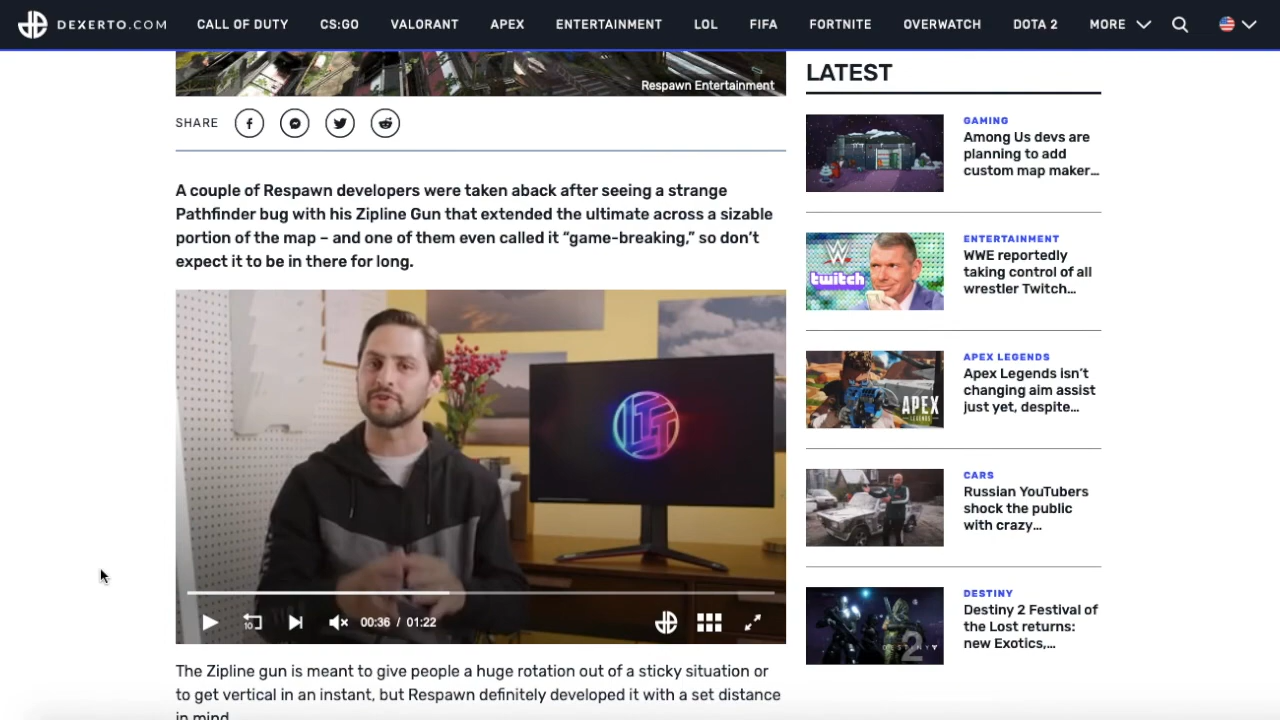 DEXERTO.COM
CALL OF DUTY
CS:GO
VALORANT
APEX
ENTERTAINMENT
LOL
FIFA
FORTNITE
OVERWATCH
DOTA 2
MORE
Respawn Entertainment
SHARE
A couple of Respawn developers were taken aback after seeing a strange
Pathfinder bug with his Zipline Gun that extended the ultimate across a sizable
portion of the map – and one of them even called it “game-breaking,” so don’t
expect it to be in there for long.
10
00:36 / 01:22
The Zipline gun is meant to give people a huge rotation out of a sticky situation or
to get vertical in an instant, but Respawn definitely developed it with a set distance
in mind
LATEST
GAMING
Among Us devs are
planning to add
custom map maker...
W
twitch
ENTERTAINMENT
WWE reportedly
taking control of all
wrestler Twitch...
APEX
LEGENDS
APEX LEGENDS
Apex Legends isn’t
changing aim assist
just yet, despite...
CARS
Russian YouTubers
shock the public
with crazy...
DESTINY
2
DESTINY
Destiny 2 Festival of
the Lost returns:
new Exotics,...